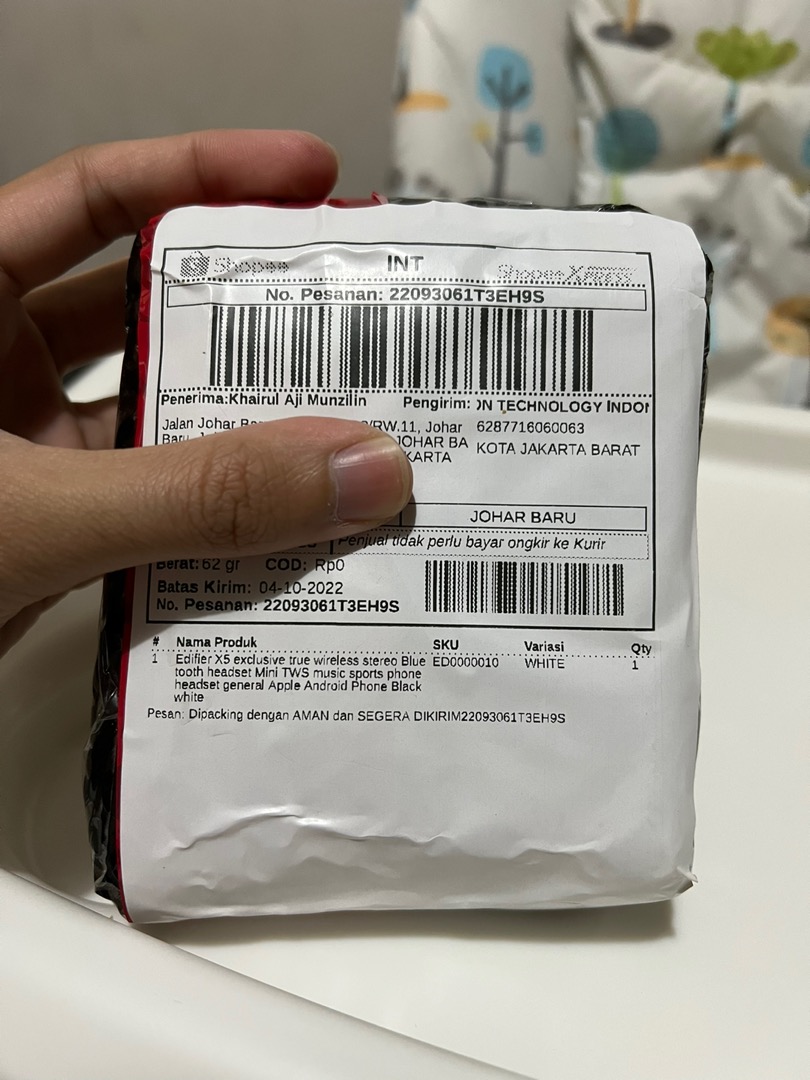 Shopee INT Shopee Xpress
No. Pesanan: 22093061T3EH9S
Penerima:Khairul Aji Munzilin Pengirim: ON TECHNOLOGY INDO
Jalan Johar RW.11, Johar 6287716060063
Baru, JOHAR BA KOTA JAKARTA BARAT
KARTA
JOHAR BARU
Penjual tidak perlu bayar ongkir ke Kurir
Berat: 62 gr COD: Rp0
Batas Kirim: 04-10-2022
No. Pesanan: 22093061T3EH9S
# Nama Produk SKU Variasi Qty
1 Edifier X5 exclusive true wireless stereo Blue ED0000010 WHITE 1
tooth headset Mini TWS music sports phone
headset general Apple Android Phone Black
white
Pesan: Dipacking dengan AMAN dan SEGERA DIKIRIM22093061T3EH9S